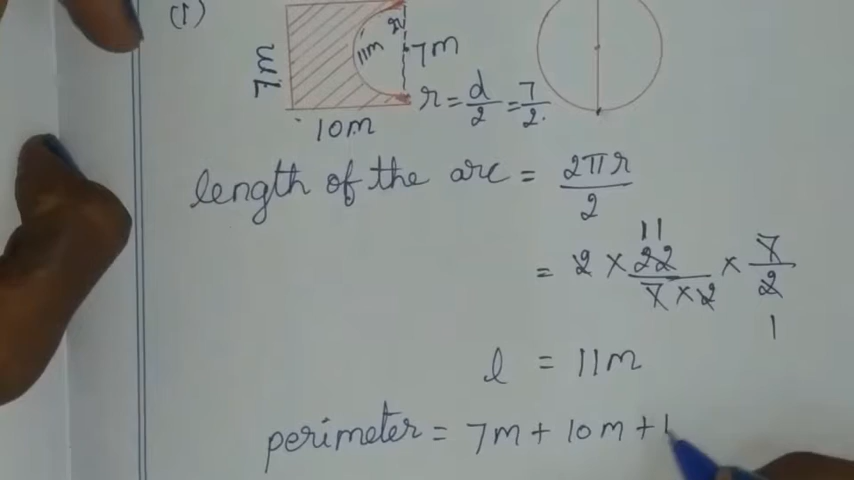 (1)
7m
11m
7m
10m
r = d/2 = 7/2.
length of the arc = 2πr/2
= 2 × 22/7×2 × 7/2
11
1
l = 11m
perimeter = 7m + 10m + 1